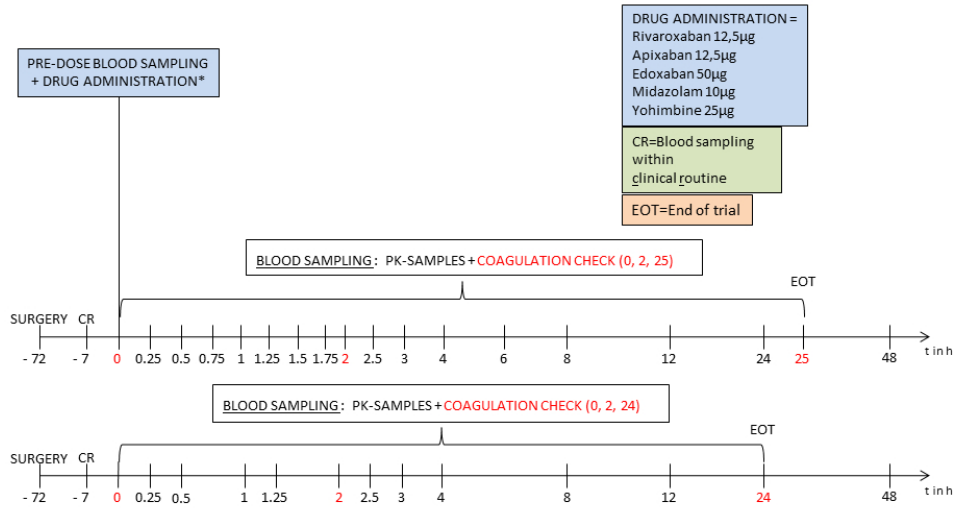 DRUG ADMINISTRATION =
Rivaroxaban 12,5µg
Apixaban 12,5µg
Edoxaban 50µg
Midazolam 10µg
Yohimbine 25µg
PRE-DOSE BLOOD SAMPLING
+ DRUG ADMINISTRATION*
CR=Blood sampling
within
clinical routine
EOT=End of trial
BLOOD SAMPLING: PK-SAMPLES + COAGULATION CHECK (0, 2, 25)
EOT
SURGERY CR
- 72 - 7 0 0.25 0.5 0.75 1 1.25 1.5 1.75 2 2.5 3 4 6 8 12 24 25 48 t in h
BLOOD SAMPLING: PK-SAMPLES + COAGULATION CHECK (0, 2, 24)
EOT
SURGERY CR
-72 - 7 0 0.25 0.5 1 1.25 2 2.5 3 4 8 12 24 48 t in h